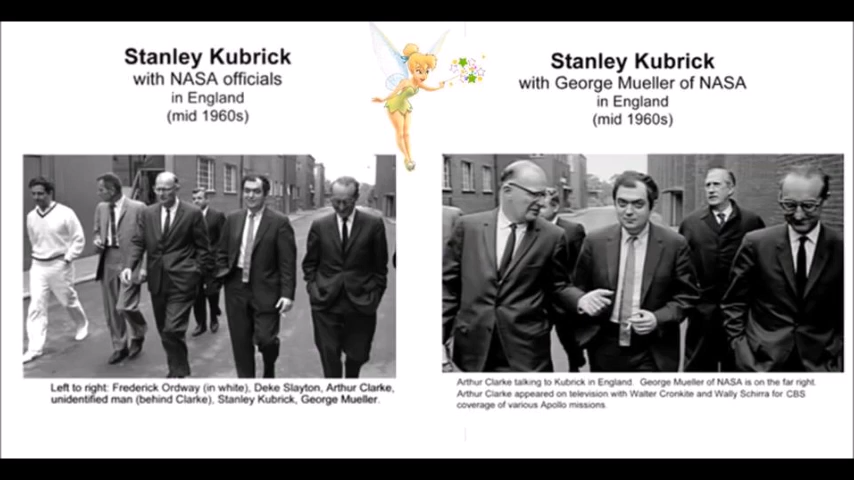 Stanley Kubrick
with NASA officials
in England
(mid 1960s)
Left to right: Frederick Ordway (in white), Deke Slayton, Arthur Clarke,
unidentified man (behind Clarke), Stanley Kubrick, George Mueller.
Stanley Kubrick
with George Mueller of NASA
in England
(mid 1960s)
Arthur Clarke talking to Kubrick in England. George Mueller of NASA is on the far right.
Arthur Clarke appeared on television with Walter Cronkite and Wally Schirra for CBS
coverage of various Apollo missions.